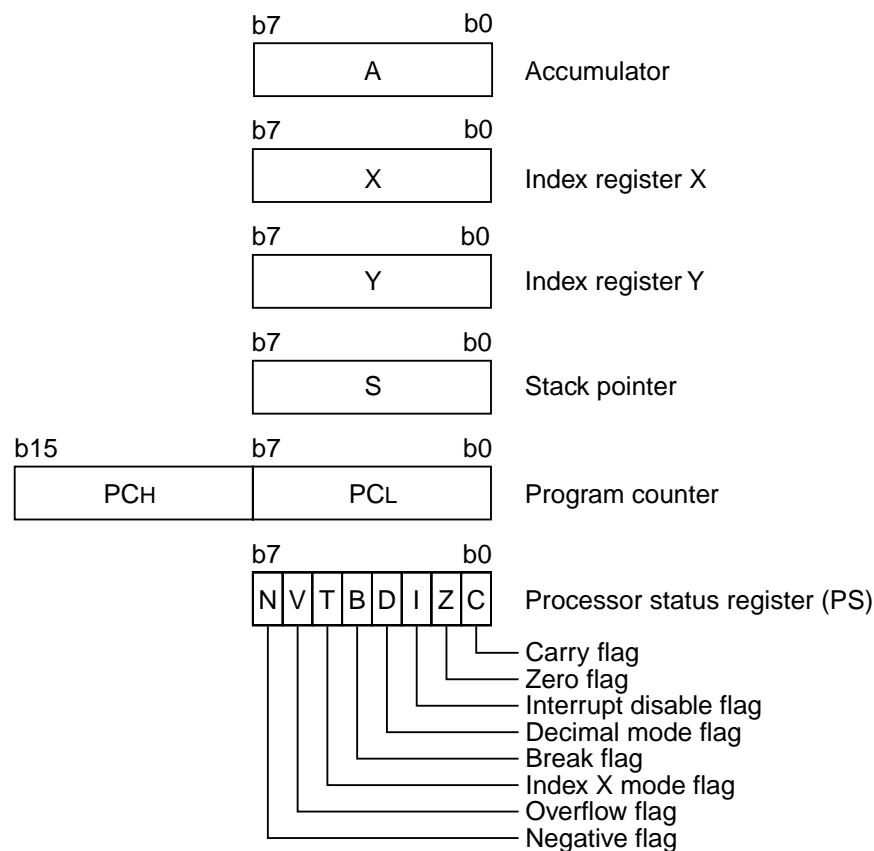 b7 b0
A Accumulator
b7 b0
X Index register X
b7 b0
Y Index register Y
b7 b0
S Stack pointer
b15 b7 b0
PCH PCL Program counter
b7 b0
N V T B D I Z C Processor status register (PS)
Carry flag
Zero flag
Interrupt disable flag
Decimal mode flag
Break flag
Index X mode flag
Overflow flag
Negative flag